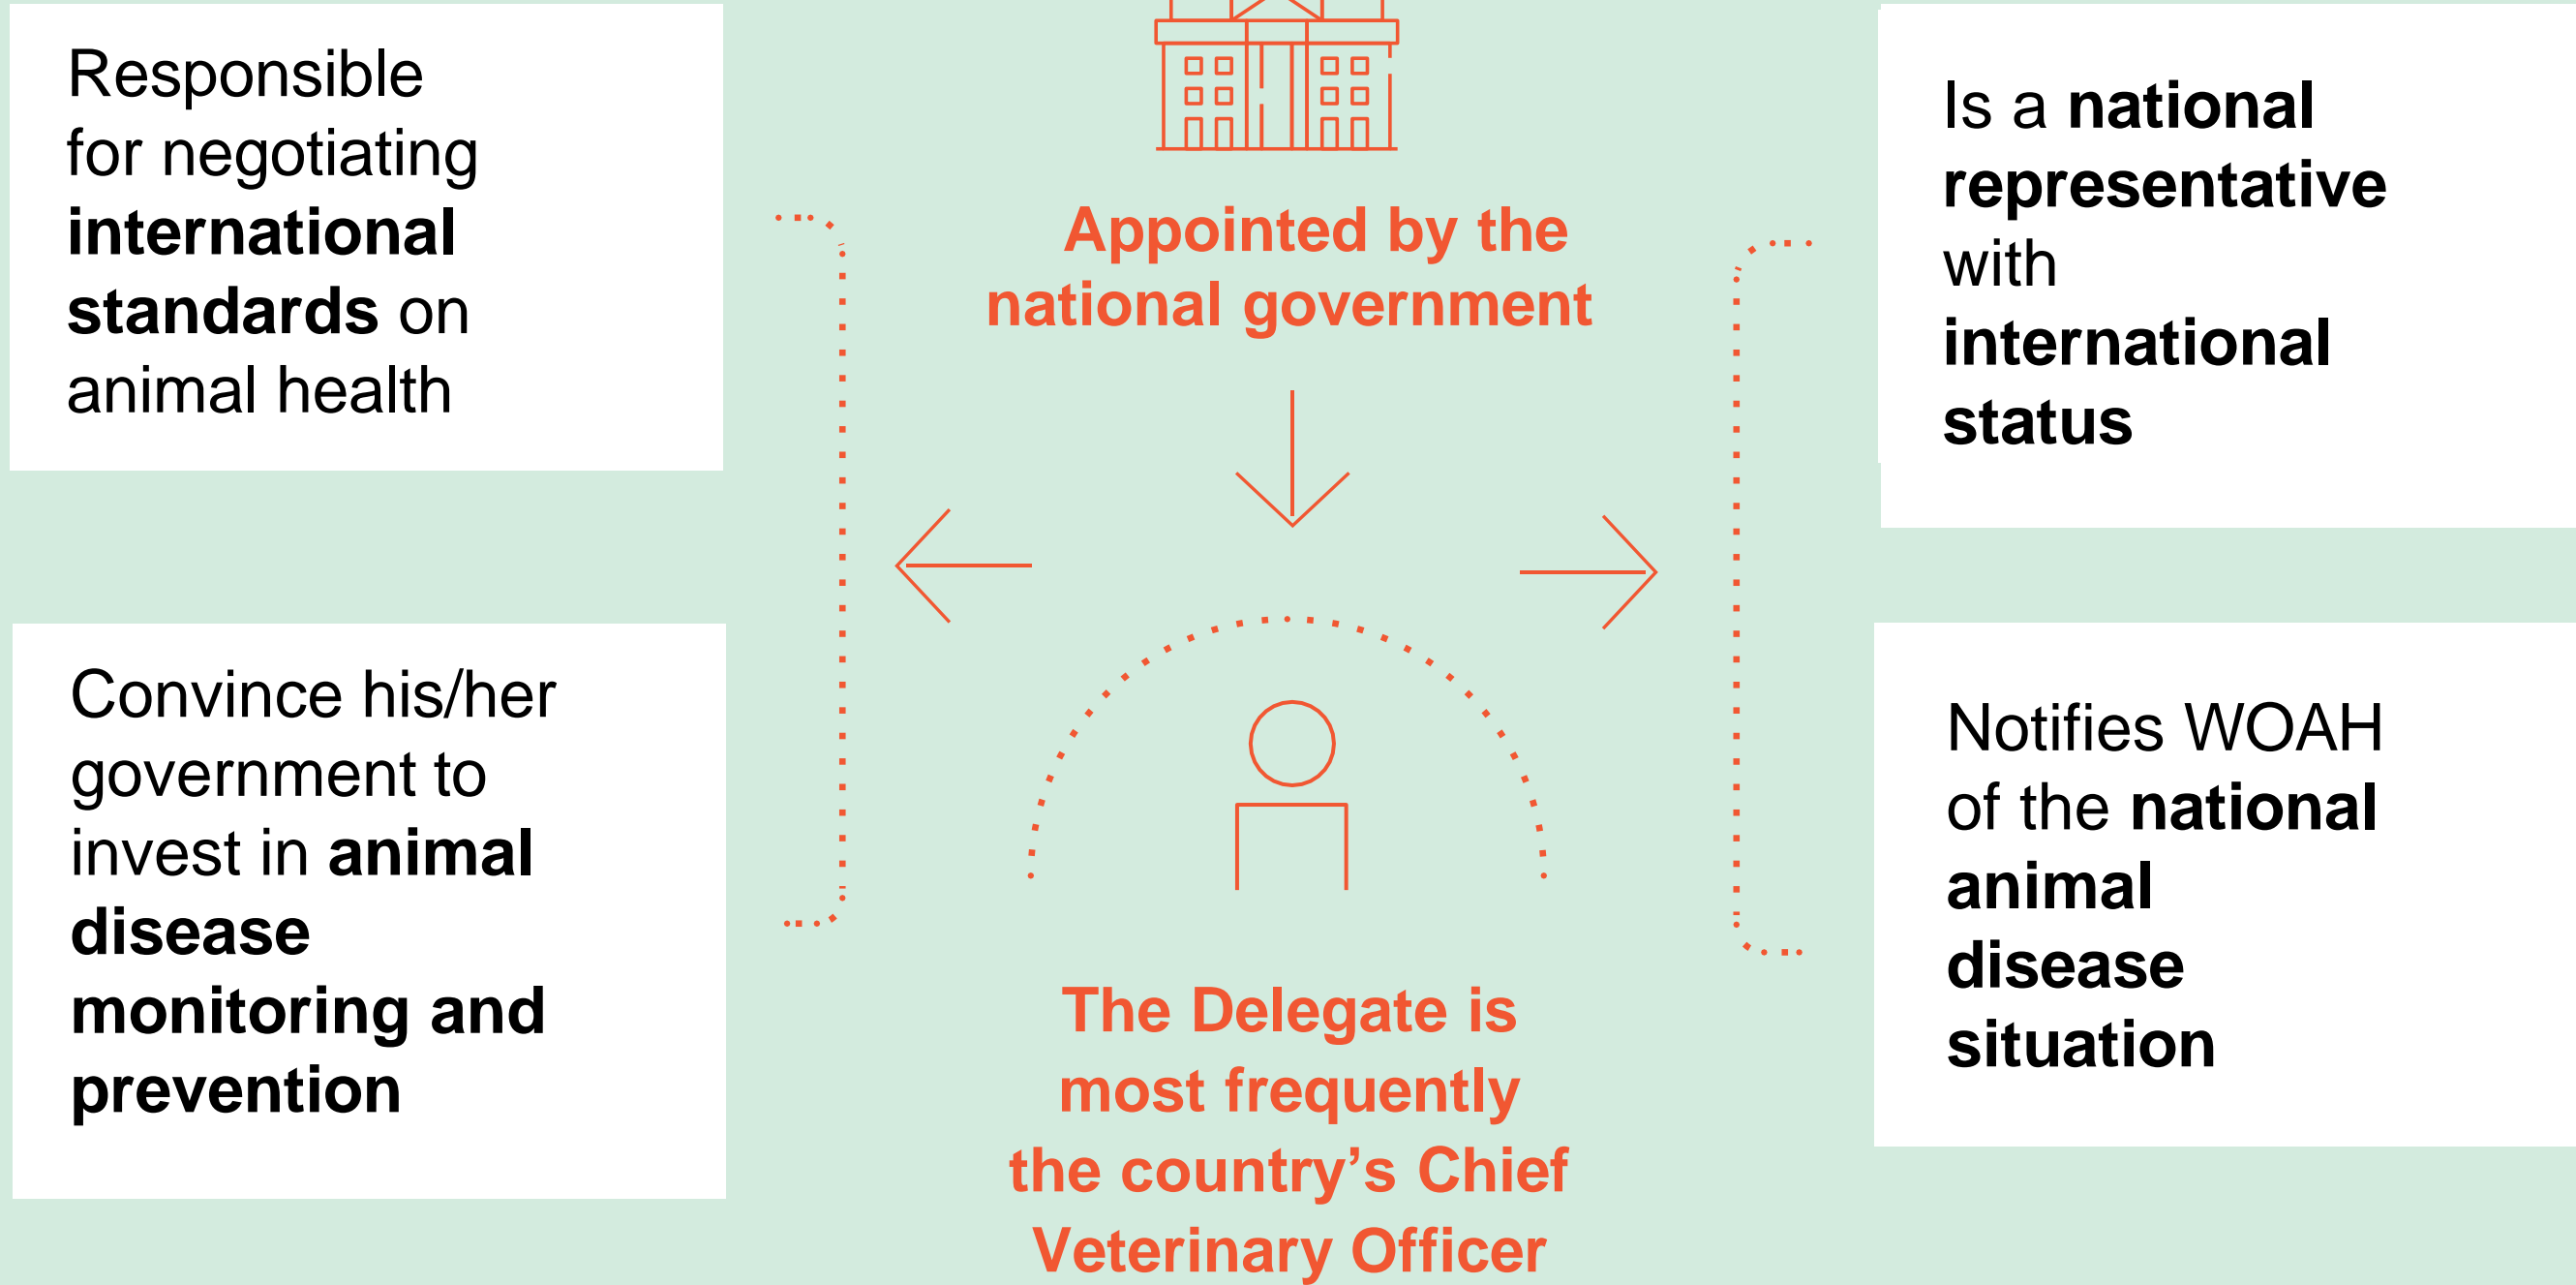 Responsible
for negotiating
international
standards on
animal health
Convince his/her
government to
invest in animal
disease
monitoring and
prevention
Appointed by the
national government
The Delegate is
most frequently
the country’s Chief
Veterinary Officer
Is a national
representative
with
international
status
Notifies WOAH
of the national
animal
disease
situation